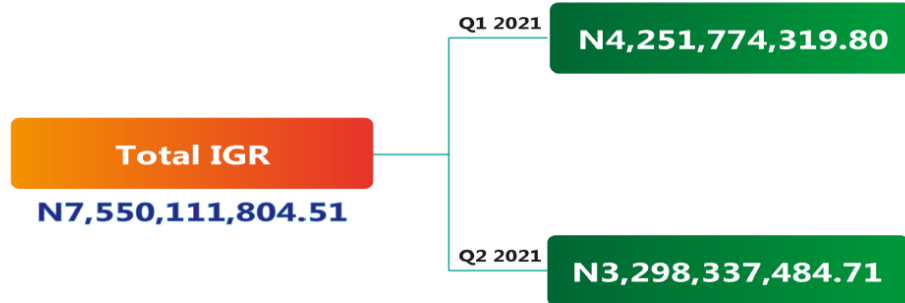 Q1 2021
N4,251,774,319.80
Total IGR
N7,550,111,804.51
Q2 2021
N3,298,337,484.71